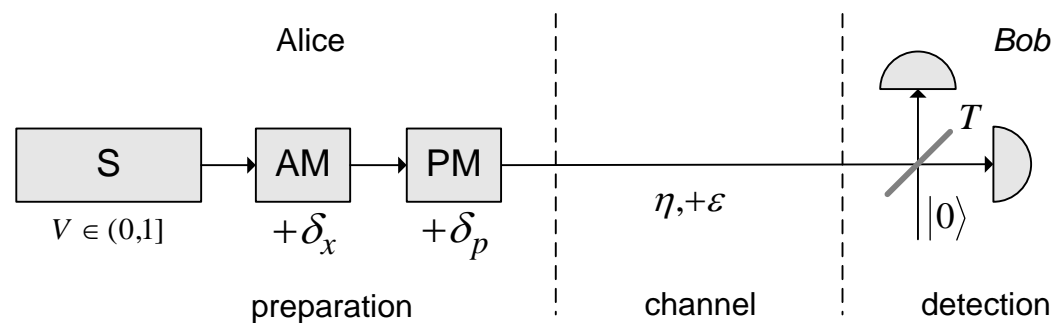 Alice
Bob
S
AM
PM
T
V ∈ (0,1]
+δₓ
+δₚ
η,+ε
|0⟩
preparation
channel
detection